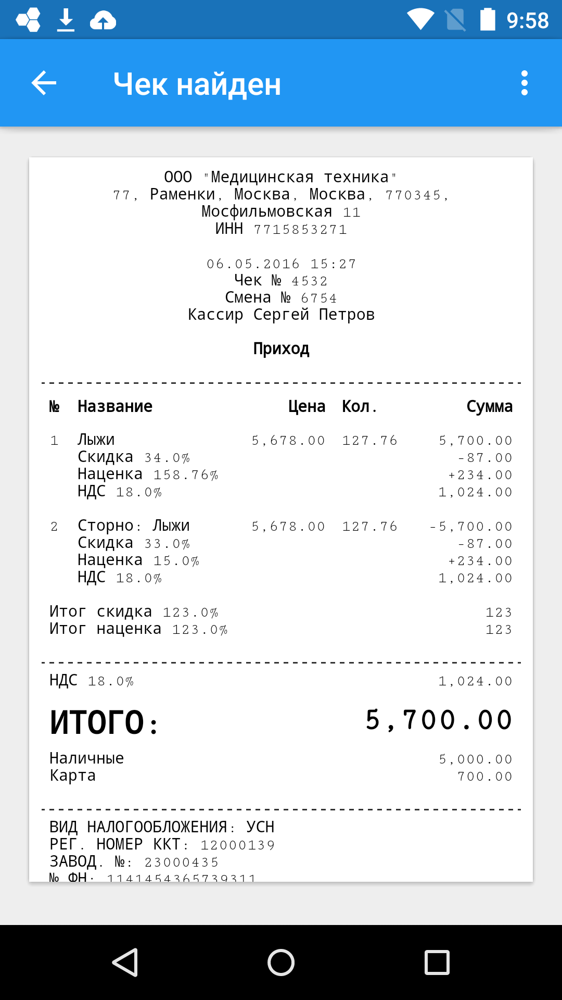 9:58
Чек найден
ООО "Медицинская техника"
77, Раменки, Москва, Москва, 770345,
Мосфильмовская 11
ИНН 7715853271
06.05.2016 15:27
Чек № 4532
Смена № 6754
Кассир Сергей Петров
Приход
№ Название Цена Кол. Сумма
1 Лыжи 5,678.00 127.76 5,700.00
Скидка 34.0% -87.00
Наценка 158.76% +234.00
НДС 18.0% 1,024.00
2 Сторно: Лыжи 5,678.00 127.76 -5,700.00
Скидка 33.0% -87.00
Наценка 15.0% +234.00
НДС 18.0% 1,024.00
Итог скидка 123.0% 123
Итог наценка 123.0% 123
НДС 18.0% 1,024.00
ИТОГО: 5,700.00
Наличные 5,000.00
Карта 700.00
ВИД НАЛОГООБЛОЖЕНИЯ: УСН
РЕГ. НОМЕР ККТ: 12000139
ЗАВОД. №: 23000435
№ ФН: 1141454365739311